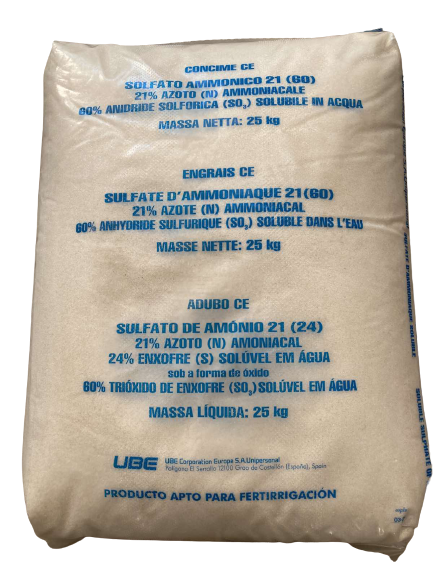 CONCIME CE
SOLFATO AMMONICO 21 (60)
21% AZOTO (N) AMMONIACALE
60% ANIDRIDE SOLFORICA (SO₃) SOLUBILE IN ACQUA
MASSA NETTA: 25 kg
ENGRAIS CE
SULFATE D'AMMONIAQUE 21(60)
21% AZOTE (N) AMMONIACAL
60% ANHYDRIDE SULFURIQUE (SO₃) SOLUBLE DANS L'EAU
MASSE NETTE: 25 kg
ADUBO CE
SULFATO DE AMÓNIO 21 (24)
21% AZOTO (N) AMONIACAL
24% ENXOFRE (S) SOLÚVEL EM ÁGUA
sob a forma de óxido
60% TRIÓXIDO DE ENXOFRE (SO₃) SOLÚVEL EM ÁGUA
MASSA LÍQUIDA: 25 kg
UBE
UBE Corporation Europe S.A.Unipersonal
Polígono El Serrallo 12100 Grao de Castellón (España), Spain
PRODUCTO APTO PARA FERTIRRIGACIÓN